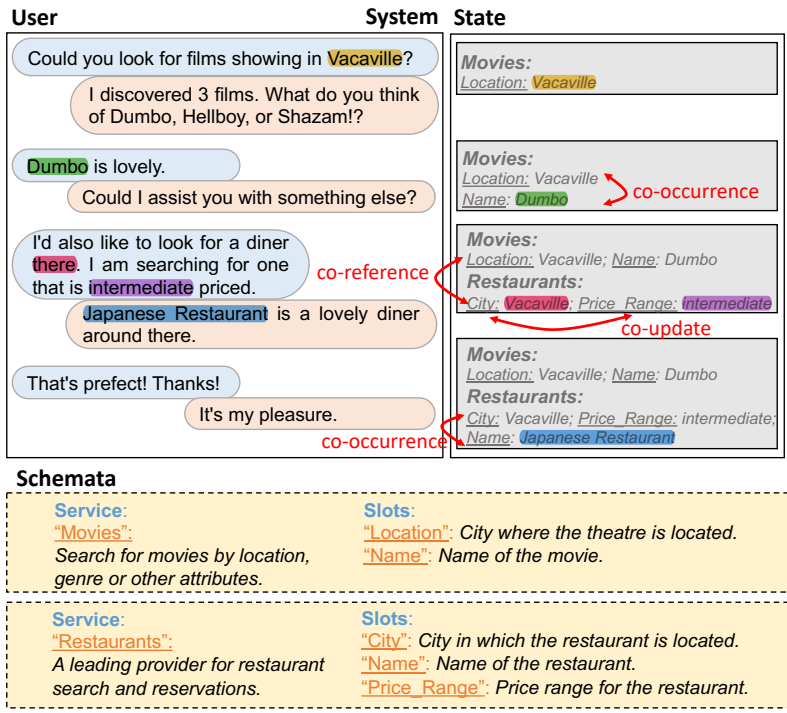 User
System
State
Could you look for films showing in Vacaville?
I discovered 3 films. What do you think
of Dumbo, Hellboy, or Shazam!?
Movies:
Location: Vacaville
Dumbo is lovely.
Could I assist you with something else?
Movies:
Location: Vacaville
Name: Dumbo
co-occurrence
I'd also like to look for a diner
there. I am searching for one
that is intermediate priced.
Japanese Restaurant is a lovely diner
around there.
co-reference
Movies:
Location: Vacaville; Name: Dumbo
Restaurants:
City: Vacaville; Price_Range: intermediate
co-update
That's prefect! Thanks!
It's my pleasure.
co-occurrence
Movies:
Location: Vacaville; Name: Dumbo
Restaurants:
City: Vacaville; Price_Range: intermediate;
Name: Japanese Restaurant
Schemata
Service:
“Movies”:
Search for movies by location,
genre or other attributes.
Slots:
“Location”: City where the theatre is located.
“Name”: Name of the movie.
Service:
“Restaurants”:
A leading provider for restaurant
search and reservations.
Slots:
“City”: City in which the restaurant is located.
“Name”: Name of the restaurant.
“Price_Range”: Price range for the restaurant.